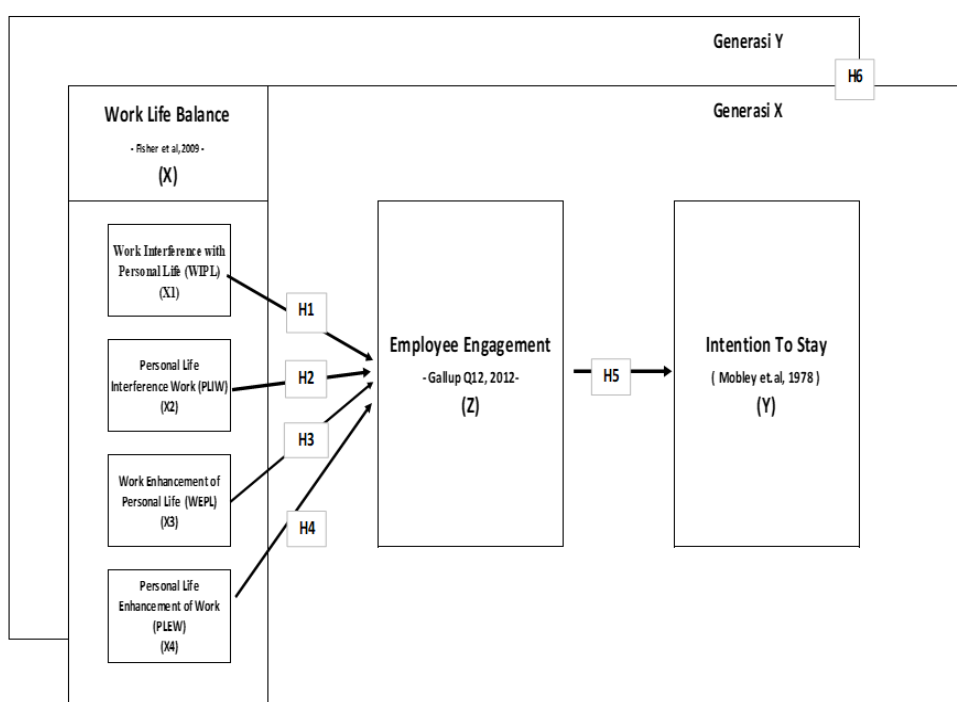 Generasi Y
H6
Generasi X
Work Life Balance
- Fisher et al,2009 -
(X)
Work Interference with
Personal Life (WIPL)
(X1)
H1
Personal Life
Interference Work (PLIW)
(X2)
H2
Work Enhancement of
Personal Life (WEPL)
(X3)
H3
Personal Life
Enhancement of Work
(PLEW)
(X4)
H4
Employee Engagement
- Gallup Q12, 2012-
(Z)
H5
Intention To Stay
( Mobley et.al, 1978 )
(Y)